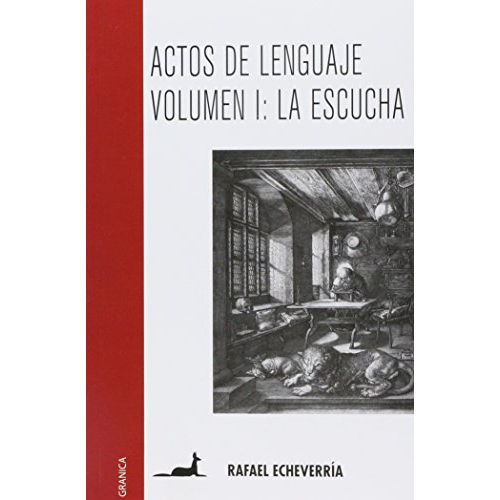 ACTOS DE LENGUAJE
VOLUMEN I: LA ESCUCHA
RAFAEL ECHEVERRÍA
GRANICA